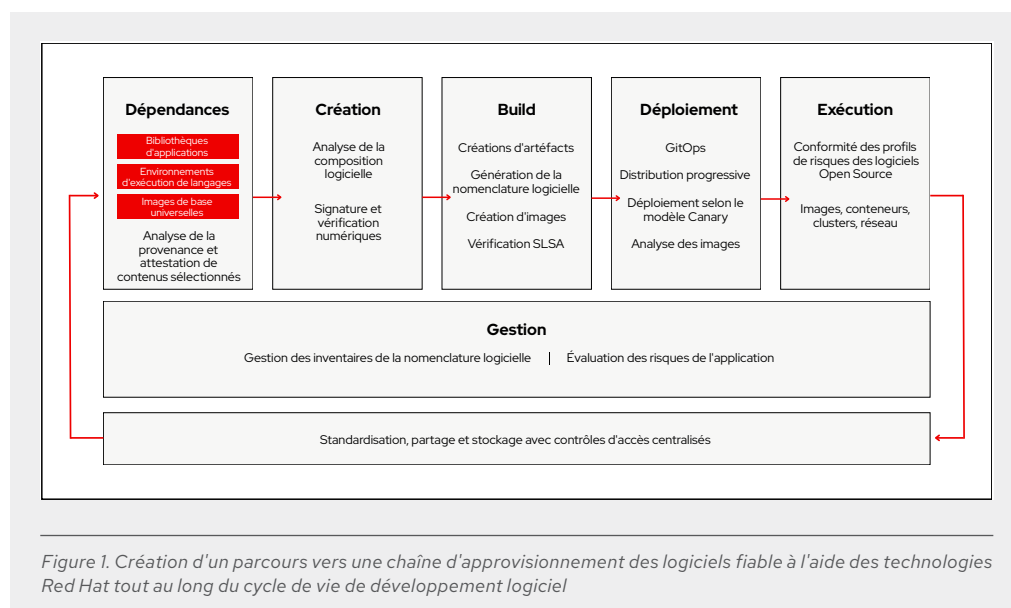 Dépendances
Bibliothèques
d'applications
Environnements
d'exécution de langages
Images de base
universelles
Analyse de la
provenance et
attestation de
contenus sélectionnés
Création
Analyse de la
composition
logicielle
Signature et
vérification
numériques
Build
Créations d'artéfacts
Génération de la
nomenclature logicielle
Création d'images
Vérification SLSA
Déploiement
GitOps
Distribution progressive
Déploiement selon le
modèle Canary
Analyse des images
Exécution
Conformité des profils
de risques des logiciels
Open Source
Images, conteneurs,
clusters, réseau
Gestion
Gestion des inventaires de la nomenclature logicielle | Évaluation des risques de l'application
Standardisation, partage et stockage avec contrôles d'accès centralisés
Figure 1. Création d'un parcours vers une chaîne d'approvisionnement des logiciels fiable à l'aide des technologies
Red Hat tout au long du cycle de vie de développement logiciel